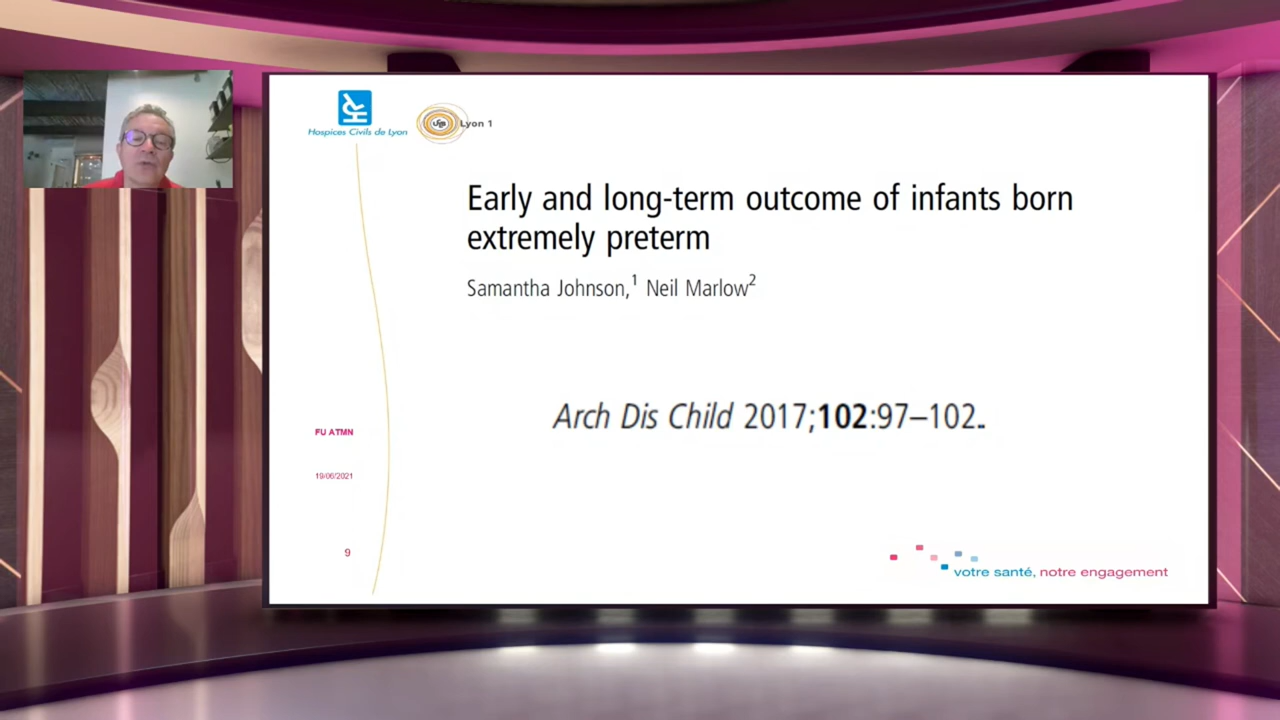 Hospices Civils de Lyon
Lyon 1
Early and long-term outcome of infants born
extremely preterm
Samantha Johnson,1 Neil Marlow2
Arch Dis Child 2017;102:97–102.
FU ATMN
19/06/2021
9
votre santé, notre engagement